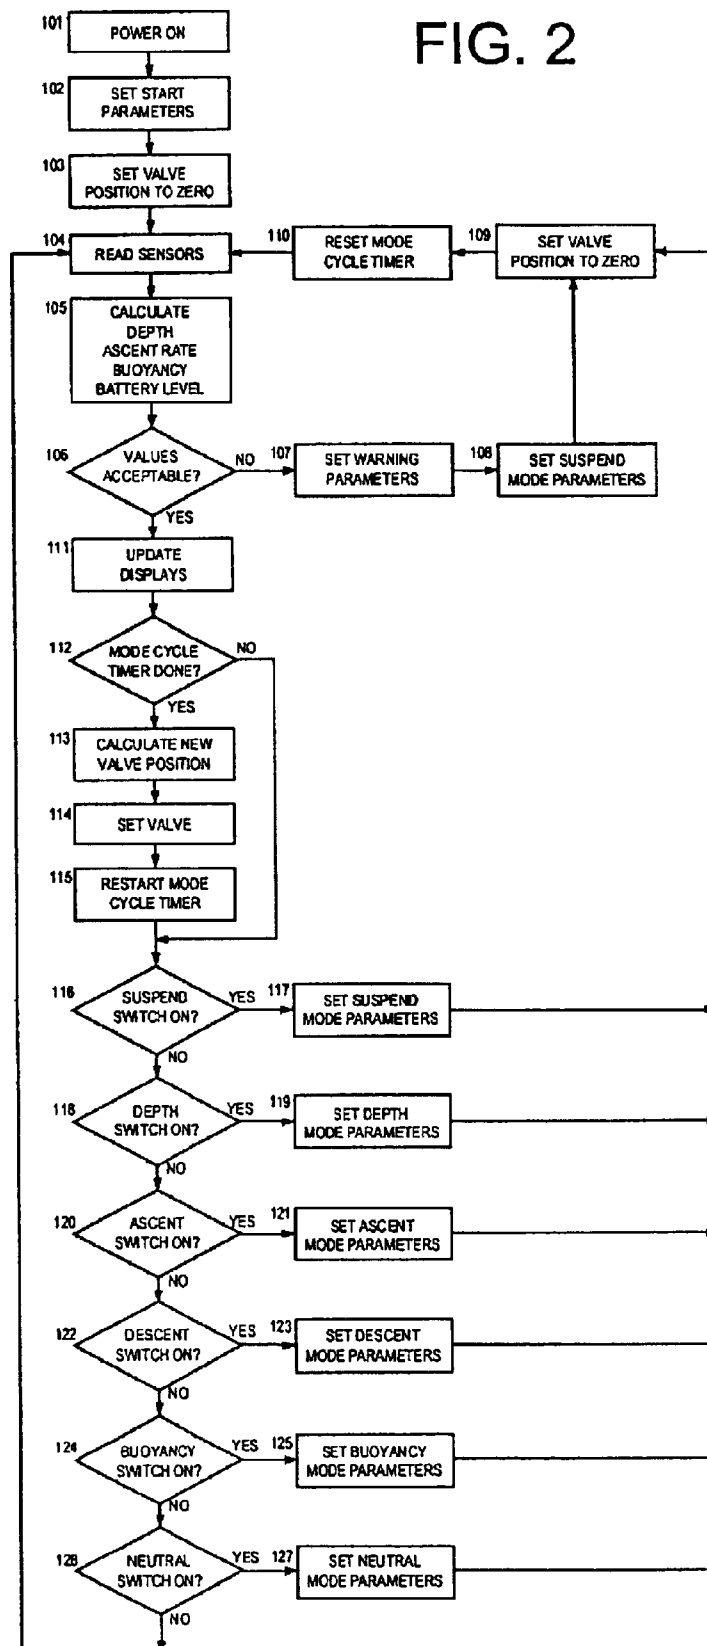 FIG. 2
101
POWER ON
102
SET START
PARAMETERS
103
SET VALVE
POSITION TO ZERO
104
READ SENSORS
110
RESET MODE
CYCLE TIMER
109
SET VALVE
POSITION TO ZERO
105
CALCULATE
DEPTH
ASCENT RATE
BUOYANCY
BATTERY LEVEL
106
VALUES
ACCEPTABLE?
NO
107
SET WARNING
PARAMETERS
108
SET SUSPEND
MODE PARAMETERS
YES
111
UPDATE
DISPLAYS
112
MODE CYCLE
TIMER DONE?
NO
YES
113
CALCULATE NEW
VALVE POSITION
114
SET VALVE
115
RESTART MODE
CYCLE TIMER
116
SUSPEND
SWITCH ON?
YES
117
SET SUSPEND
MODE PARAMETERS
NO
118
DEPTH
SWITCH ON?
YES
119
SET DEPTH
MODE PARAMETERS
NO
120
ASCENT
SWITCH ON?
YES
121
SET ASCENT
MODE PARAMETERS
NO
122
DESCENT
SWITCH ON?
YES
123
SET DESCENT
MODE PARAMETERS
NO
124
BUOYANCY
SWITCH ON?
YES
125
SET BUOYANCY
MODE PARAMETERS
NO
126
NEUTRAL
SWITCH ON?
YES
127
SET NEUTRAL
MODE PARAMETERS
NO